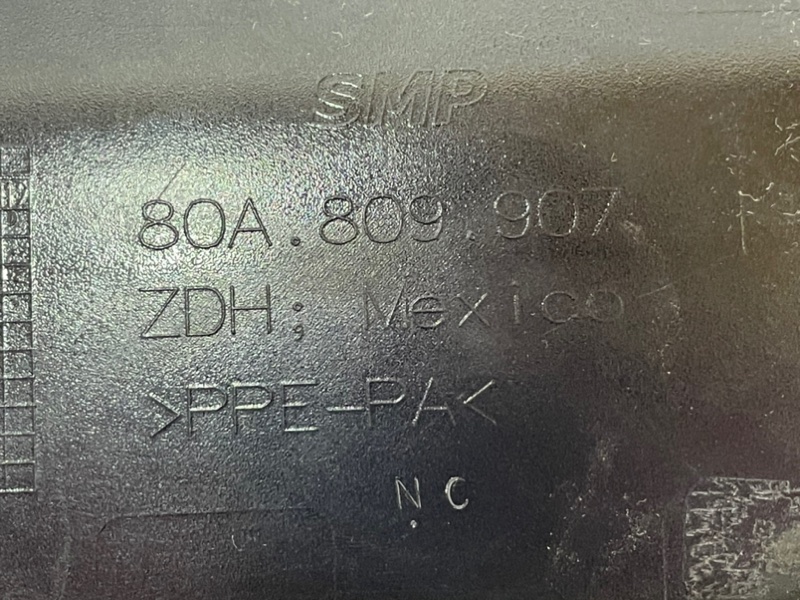 SMP
80A.809.907
ZDH; Mexico
>PPE-PA<
NC